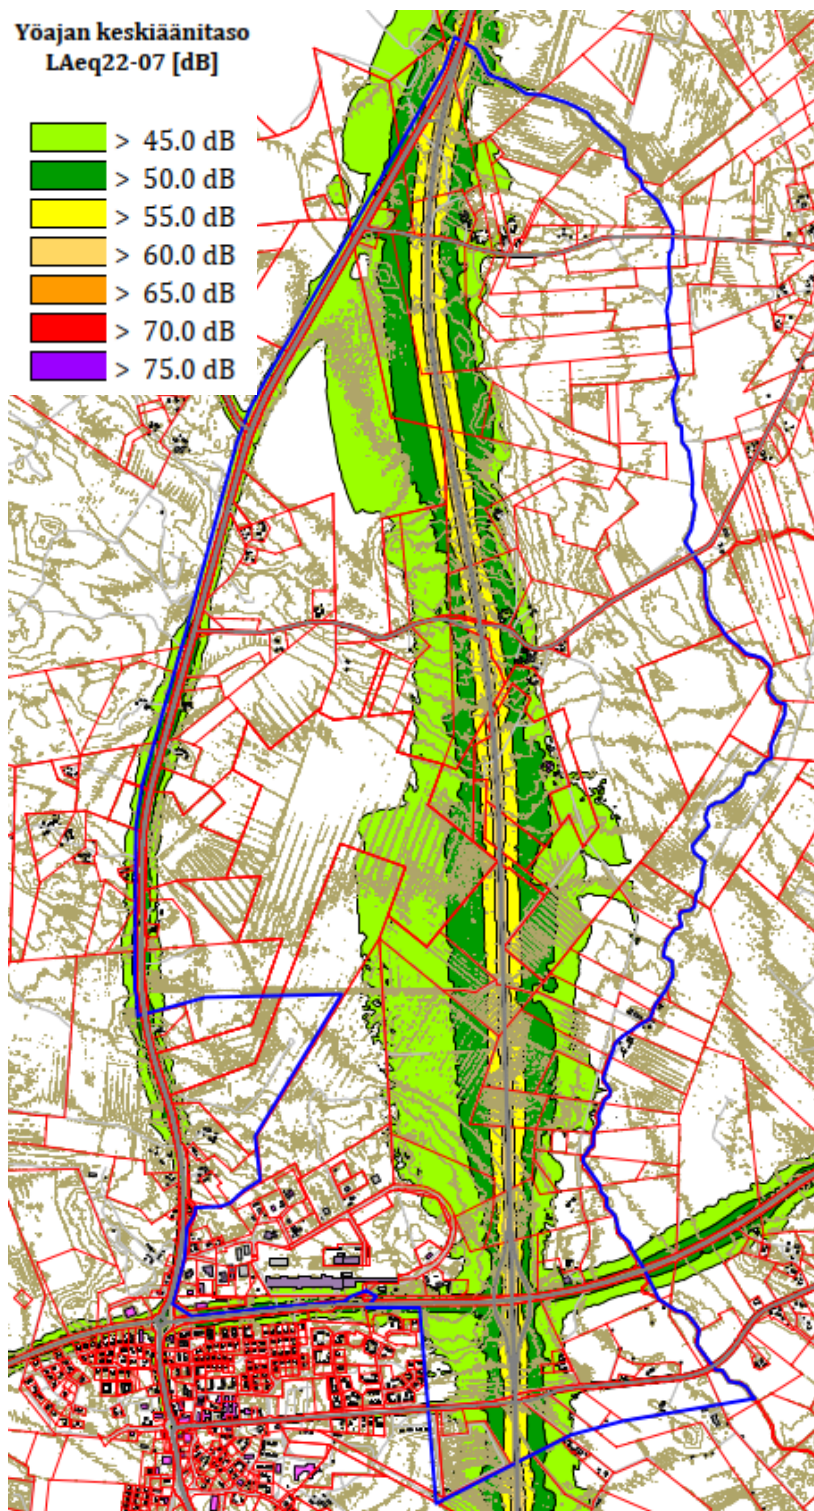 Yöajan keskiäänitaso
LAeq22-07 [dB]
> 45.0 dB
> 50.0 dB
> 55.0 dB
> 60.0 dB
> 65.0 dB
> 70.0 dB
> 75.0 dB